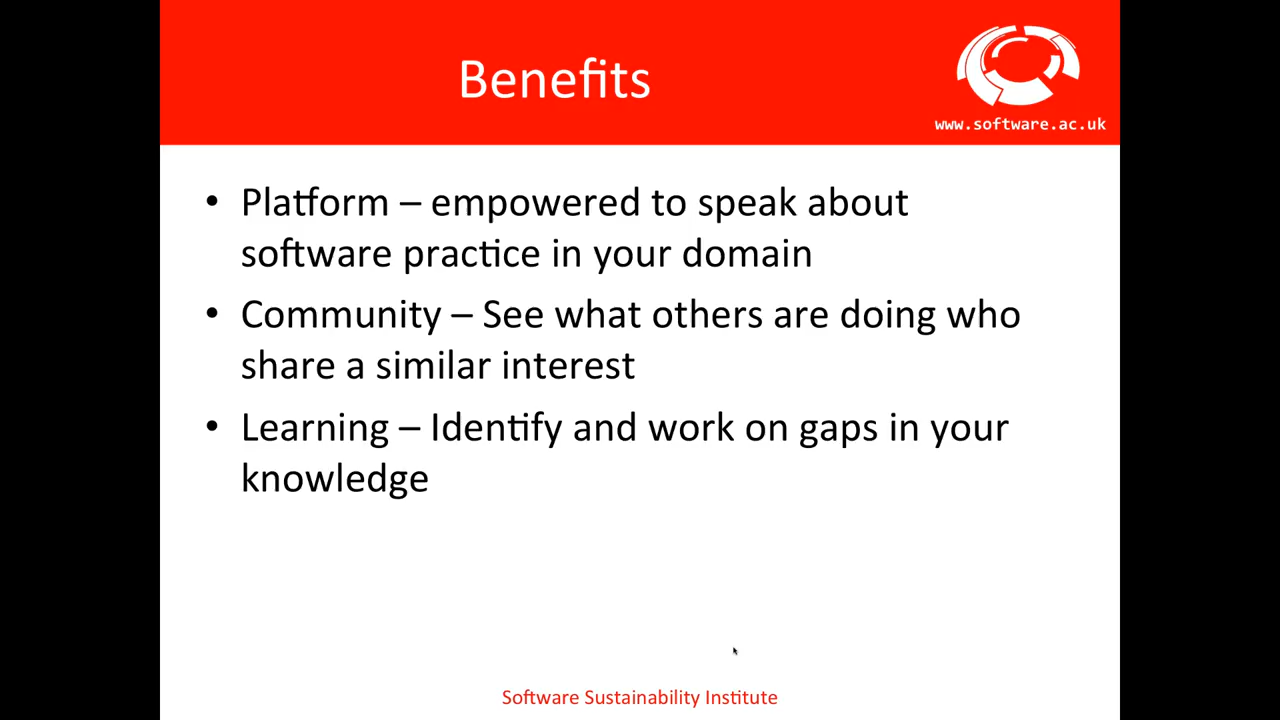 Benefits
www.software.ac.uk
• Platform – empowered to speak about
software practice in your domain
• Community – See what others are doing who
share a similar interest
• Learning – Identify and work on gaps in your
knowledge
Software Sustainability Institute